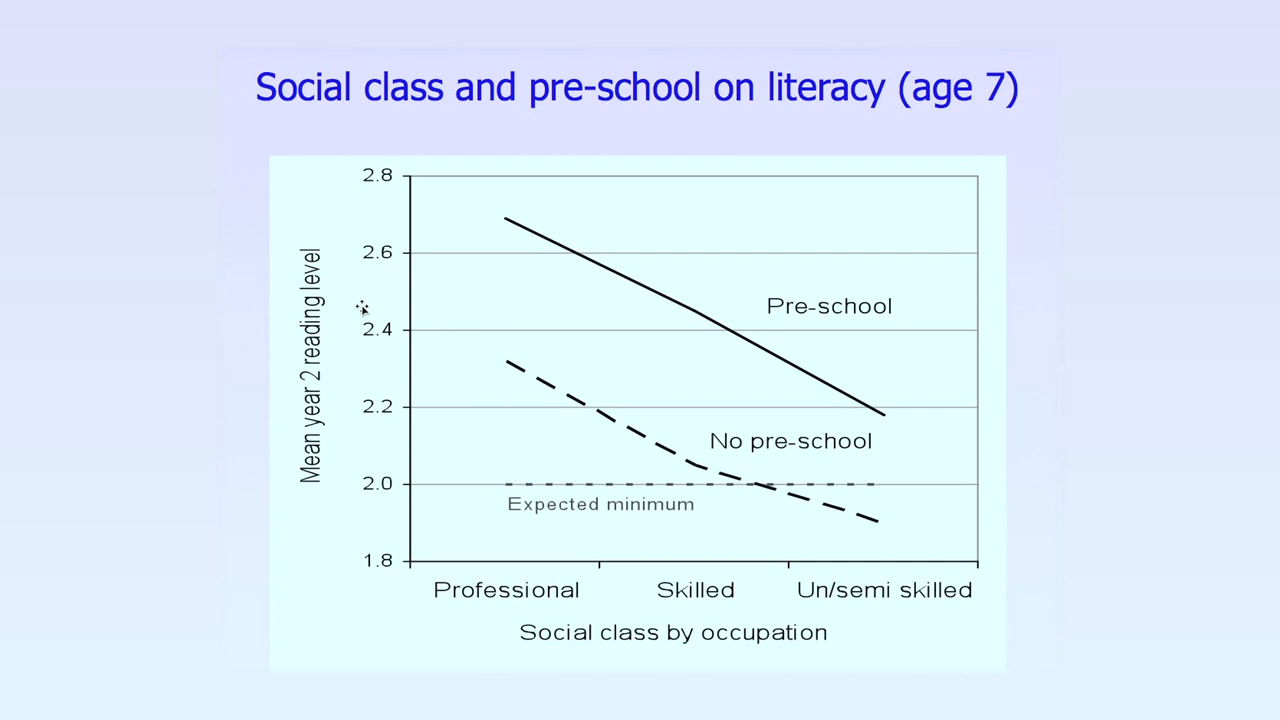 Social class and pre-school on literacy (age 7)
2.8
2.6
2.4
2.2
2.0
1.8
Mean year 2 reading level
Pre-school
No pre-school
Expected minimum
Professional
Skilled
Un/semi skilled
Social class by occupation